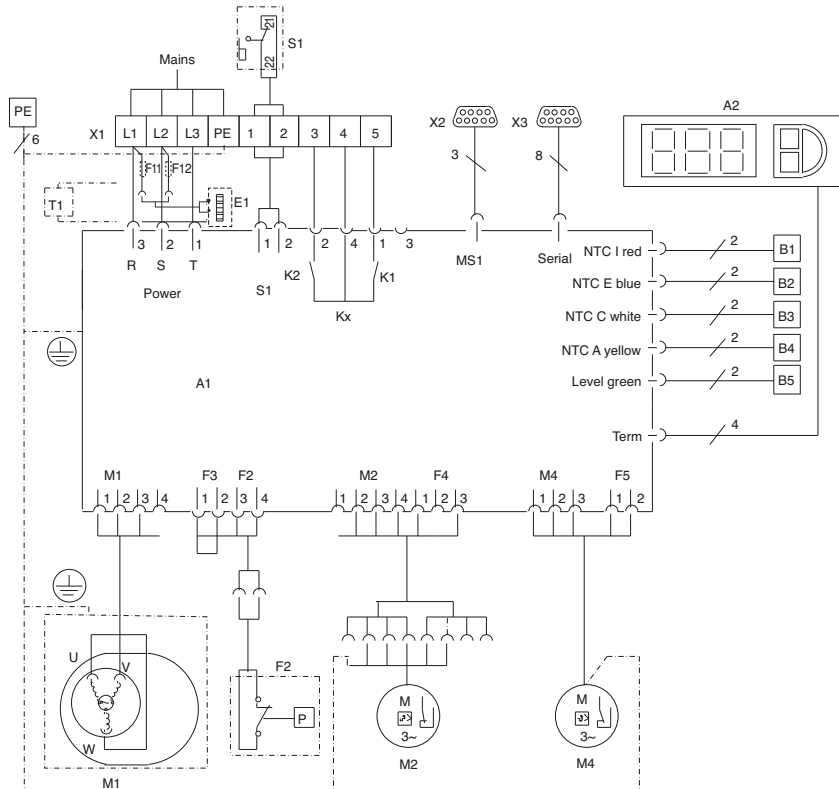 21
22
S1
Mains
PE
6
X1
L1 L2 L3 PE 1 2 3 4 5
X2
X3
A2
3
8
F11
F12
T1
E1
3 2 1
R S T
Power
1 2
S1
2 4 1 3
K2
K1
Kx
MS1
Serial
NTC I red 2 B1
NTC E blue 2 B2
NTC C white 2 B3
NTC A yellow 2 B4
Level green 2 B5
Term 4
A1
M1 F3 F2 M2 F4 M4 F5
1 2 3 4 1 2 3 4 1 2 3 4 1 2 3 1 2 3 1 2
U
V
W
M1
F2
P
M
3~
M2
M
3~
M4